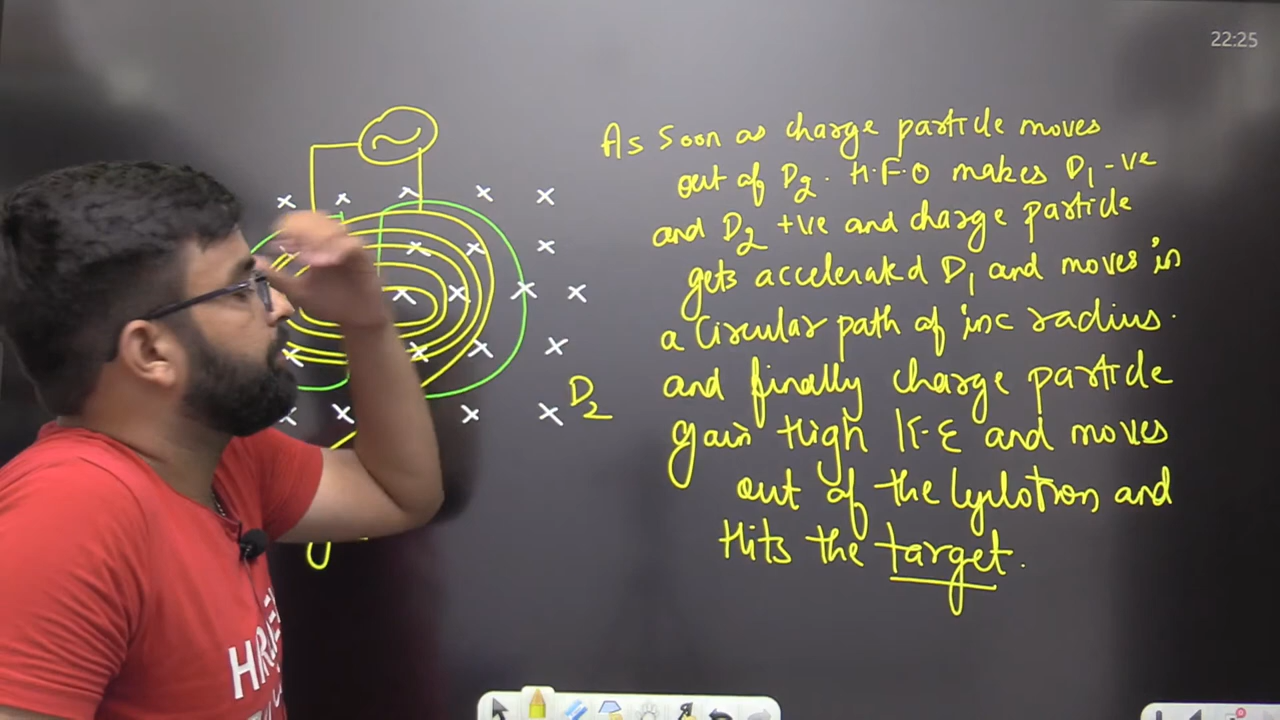 22:25
As Soon as charge particle moves
out of D2. H.F.O makes D1 -ve
and D2 +ve and charge particle
gets accelerated D1 and moves in
a Circular path of inc radius.
and finally charge particle
gain High K.E and moves
out of the Cyclotron and
Hits the target.
D2